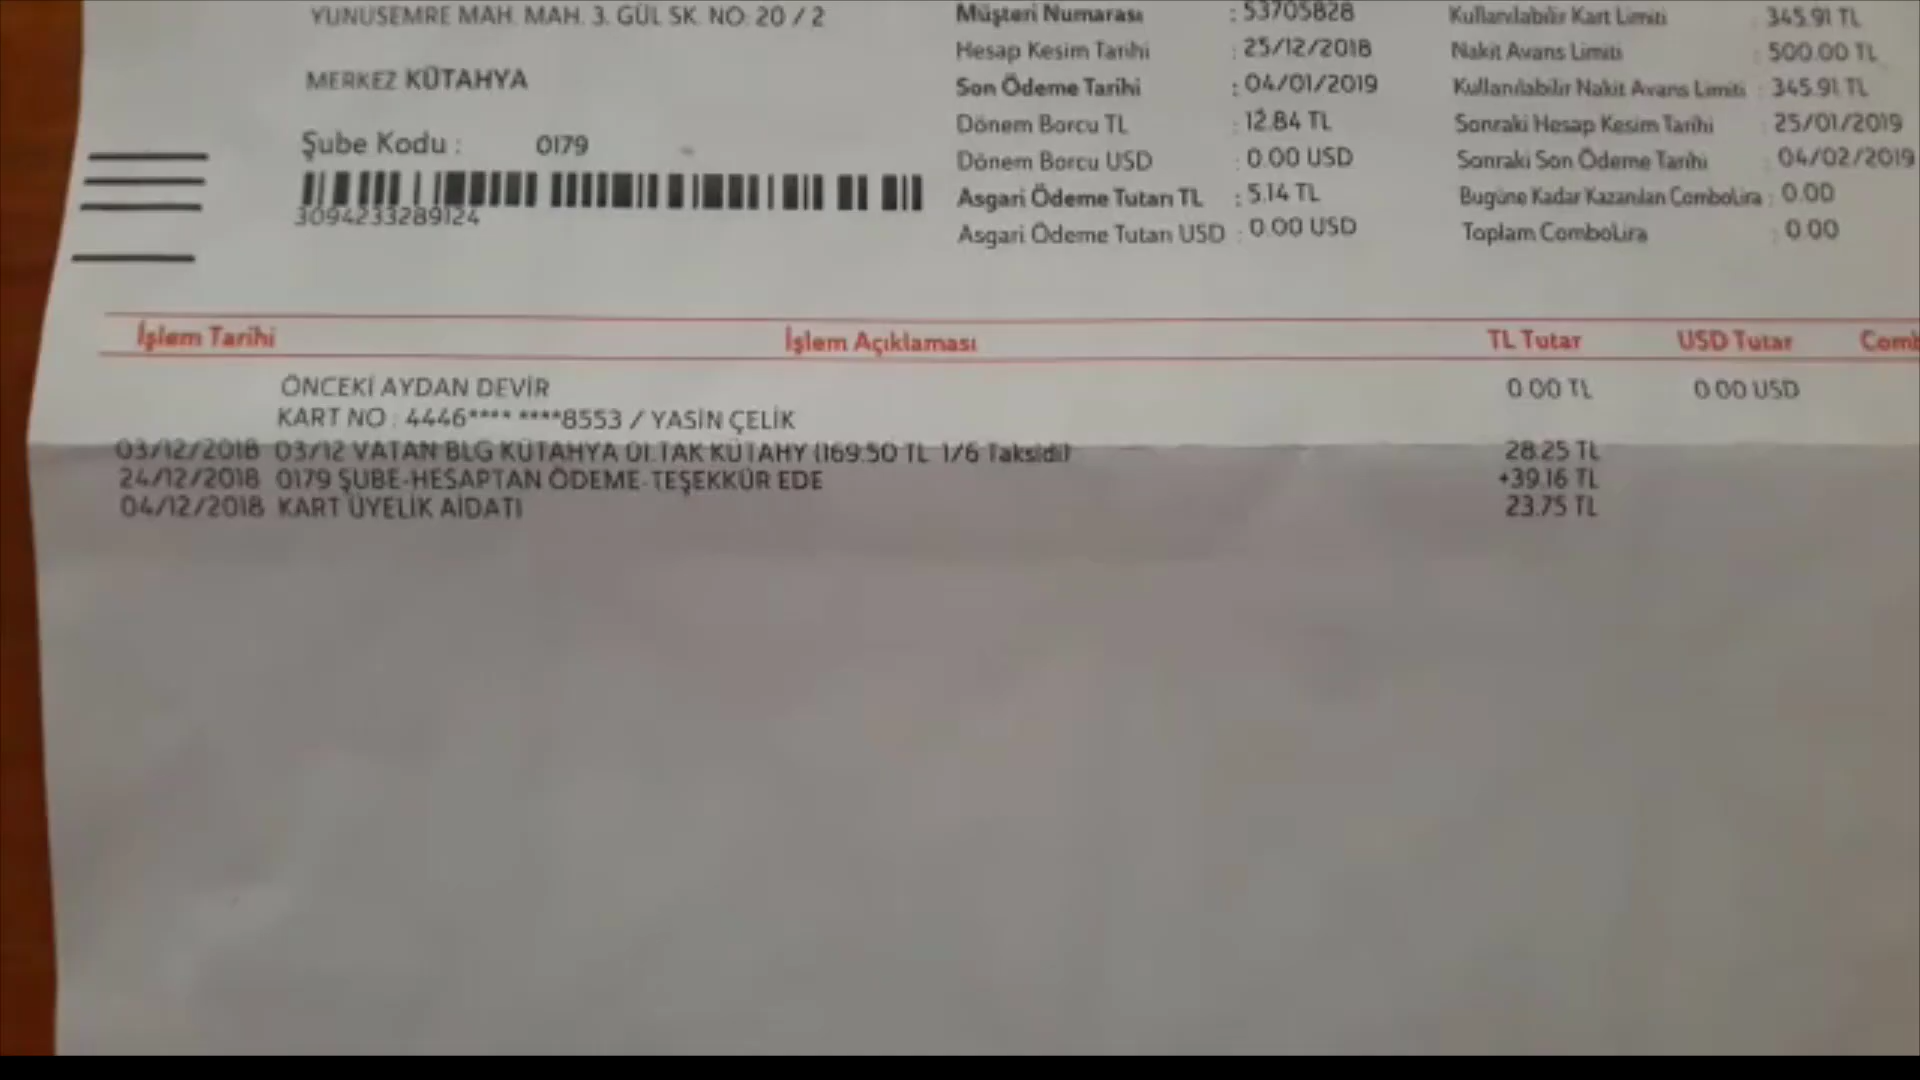 YUNUSEMRE MAH. MAH. 3. GÜL SK. NO: 20 / 2
MERKEZ KÜTAHYA
Şube Kodu : 0179
3094233289124
Müşteri Numarası : 53705828
Hesap Kesim Tarihi : 25/12/2018
Son Ödeme Tarihi : 04/01/2019
Dönem Borcu TL : 12.84 TL
Dönem Borcu USD : 0.00 USD
Asgari Ödeme Tutarı TL : 5.14 TL
Asgari Ödeme Tutarı USD : 0.00 USD
Kullanılabilir Kart Limiti : 345.91 TL
Nakit Avans Limiti : 500.00 TL
Kullanılabilir Nakit Avans Limiti : 345.91 TL
Sonraki Hesap Kesim Tarihi : 25/01/2019
Sonraki Son Ödeme Tarihi : 04/02/2019
Bugüne Kadar Kazanılan ComboLira : 0.00
Toplam ComboLira : 0.00
İşlem Tarihi İşlem Açıklaması TL Tutar USD Tutar Comb
ÖNCEKİ AYDAN DEVİR 0.00 TL 0.00 USD
KART NO : 4446**** ****8553 / YASİN ÇELİK
03/12/2018 03/12 VATAN BLG KÜTAHYA OI.TAK KÜTAHY (169.50 TL 1/6 Taksidi) 28.25 TL
24/12/2018 0179 ŞUBE-HESAPTAN ÖDEME-TEŞEKKÜR EDE +39.16 TL
04/12/2018 KART ÜYELİK AİDATI 23.75 TL